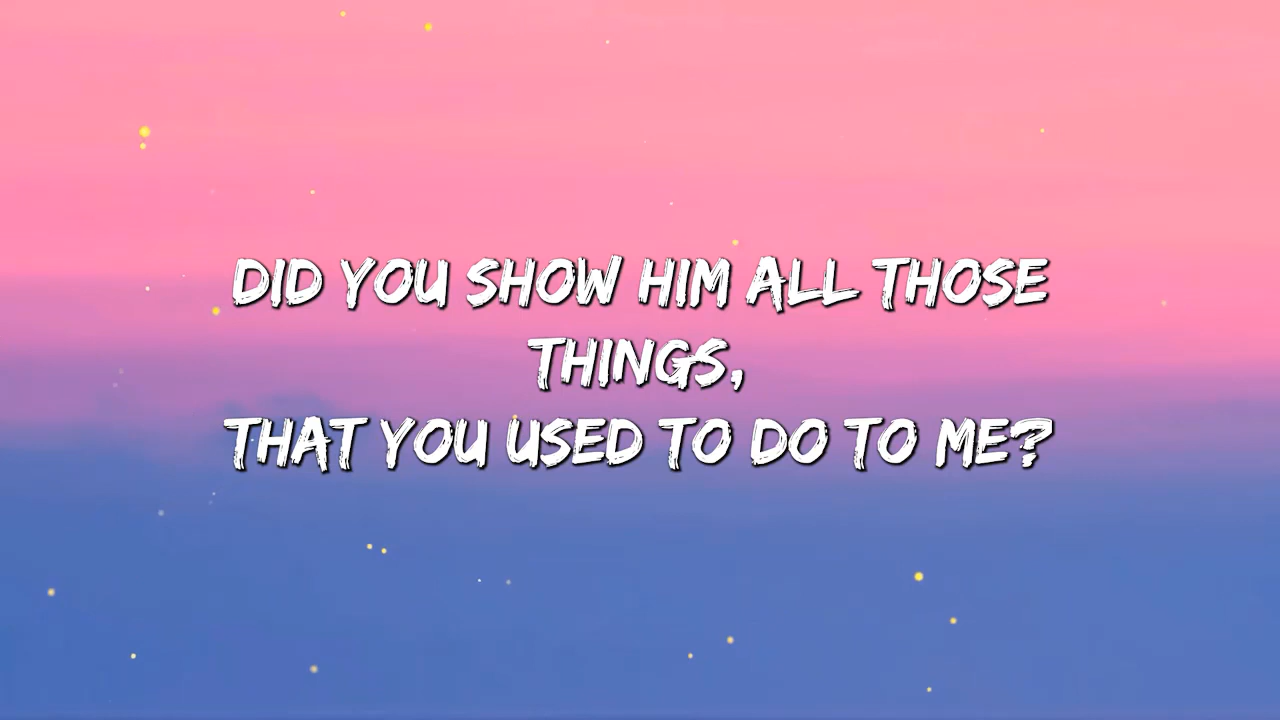 DID YOU SHOW HIM ALL THOSE
THINGS,
THAT YOU USED TO DO TO ME?